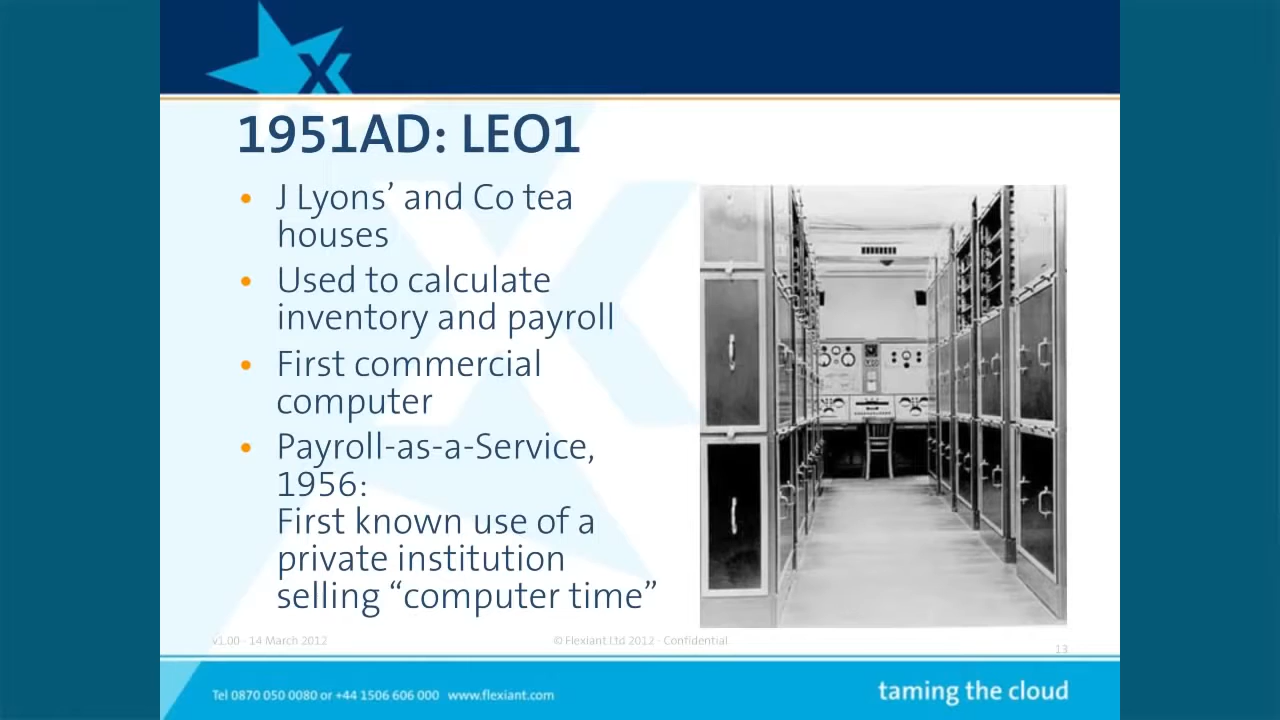 1951AD: LEO1
• J Lyons’ and Co tea
houses
• Used to calculate
inventory and payroll
• First commercial
computer
• Payroll-as-a-Service,
1956:
First known use of a
private institution
selling “computer time”
v1.00 - 14 March 2012
© Flexiant Ltd 2012 - Confidential
13
Tel 0870 050 0080 or +44 1506 606 000 www.flexiant.com
taming the cloud